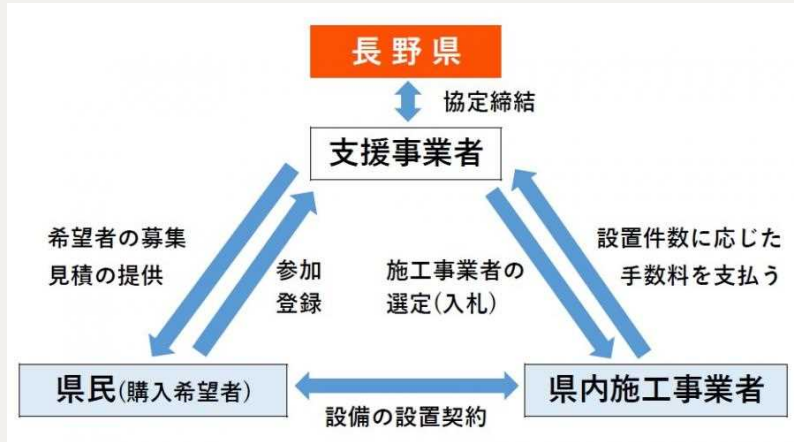 長野県
協定締結
支援事業者
希望者の募集
見積の提供
参加
登録
施工事業者の
選定(入札)
設置件数に応じた
手数料を支払う
県民(購入希望者)
設備の設置契約
県内施工事業者